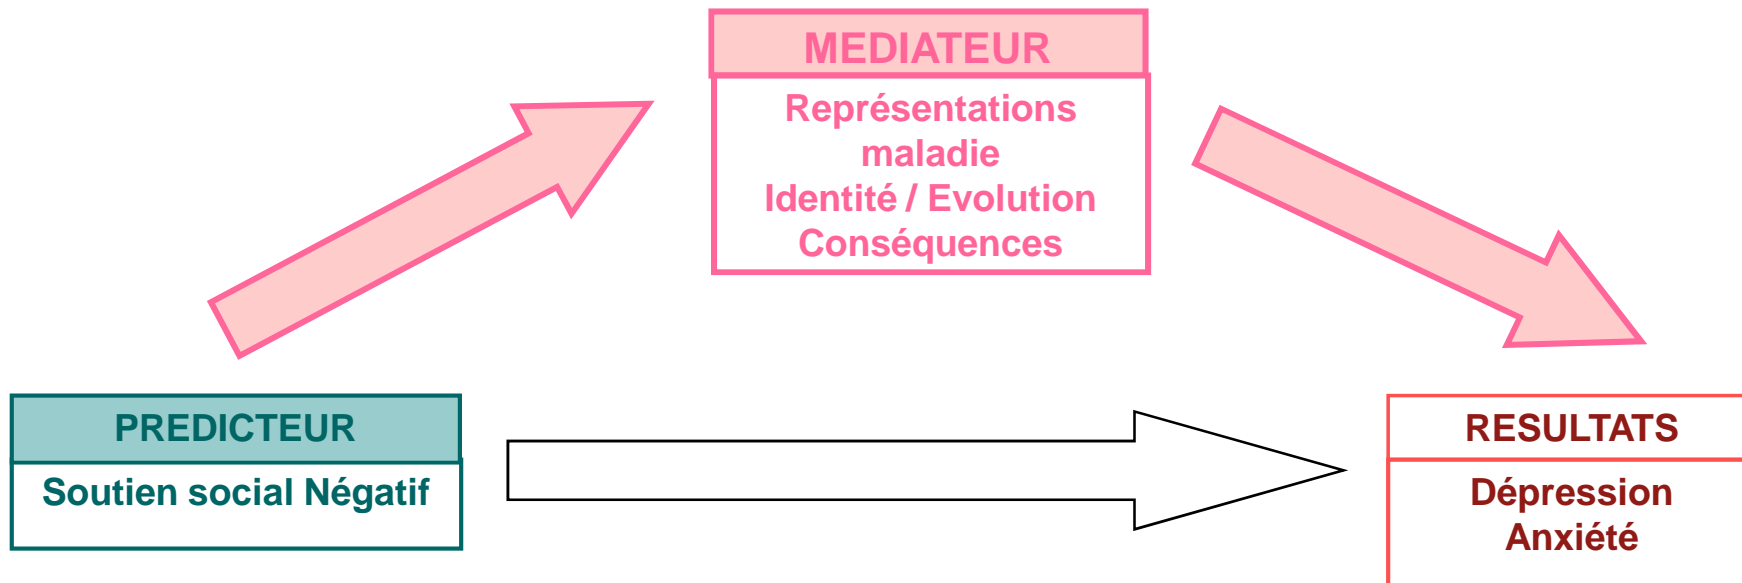 MEDIATEUR
Représentations
maladie
Identité / Evolution
Conséquences
PREDICTEUR
Soutien social Négatif
RESULTATS
Dépression
Anxiété